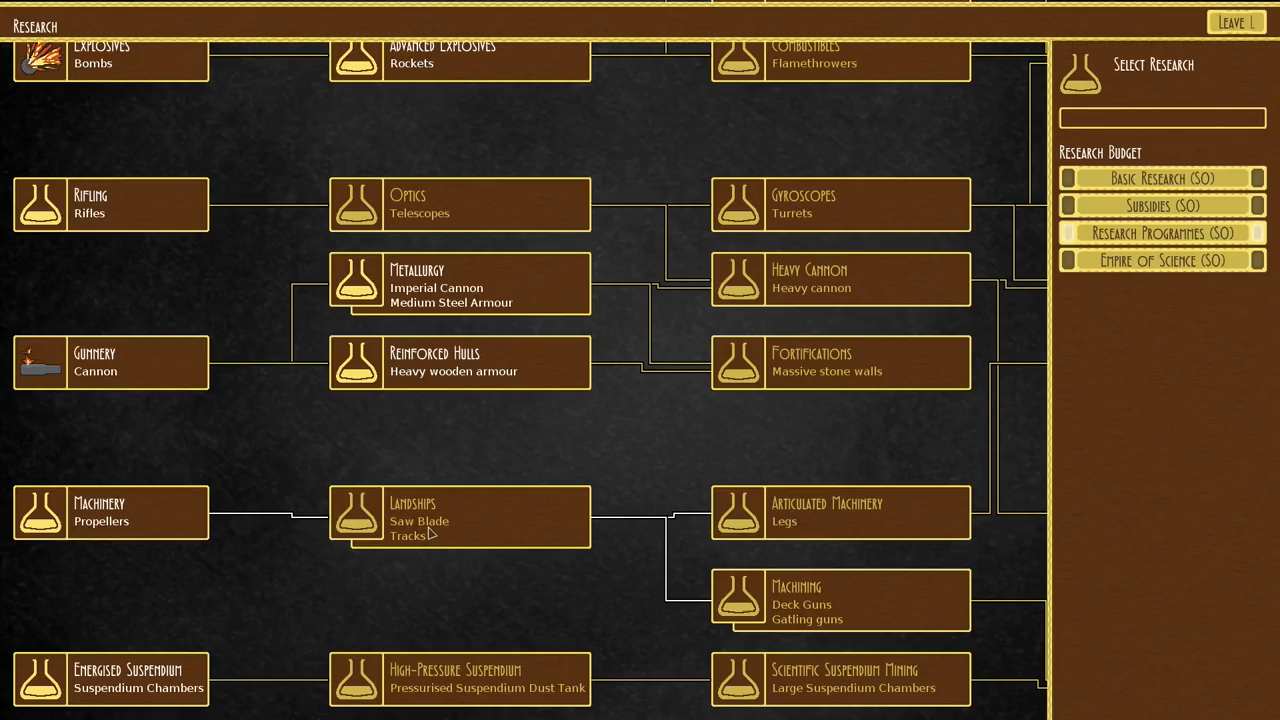 Research
Leave L
Explosives
Bombs
Advanced Explosives
Rockets
Combustibles
Flamethrowers
Rifling
Rifles
Optics
Telescopes
Gyroscopes
Turrets
Metallurgy
Imperial Cannon
Medium Steel Armour
Heavy Cannon
Heavy cannon
Gunnery
Cannon
Reinforced Hulls
Heavy wooden armour
Fortifications
Massive stone walls
Machinery
Propellers
Landships
Saw Blade
Tracks
Articulated Machinery
Legs
Machining
Deck Guns
Gatling guns
Energised Suspendium
Suspendium Chambers
High-Pressure Suspendium
Pressurised Suspendium Dust Tank
Scientific Suspendium Mining
Large Suspendium Chambers
Select Research
Research Budget
Basic Research ($0)
Subsidies ($0)
Research Programmes ($0)
Empire of Science ($0)